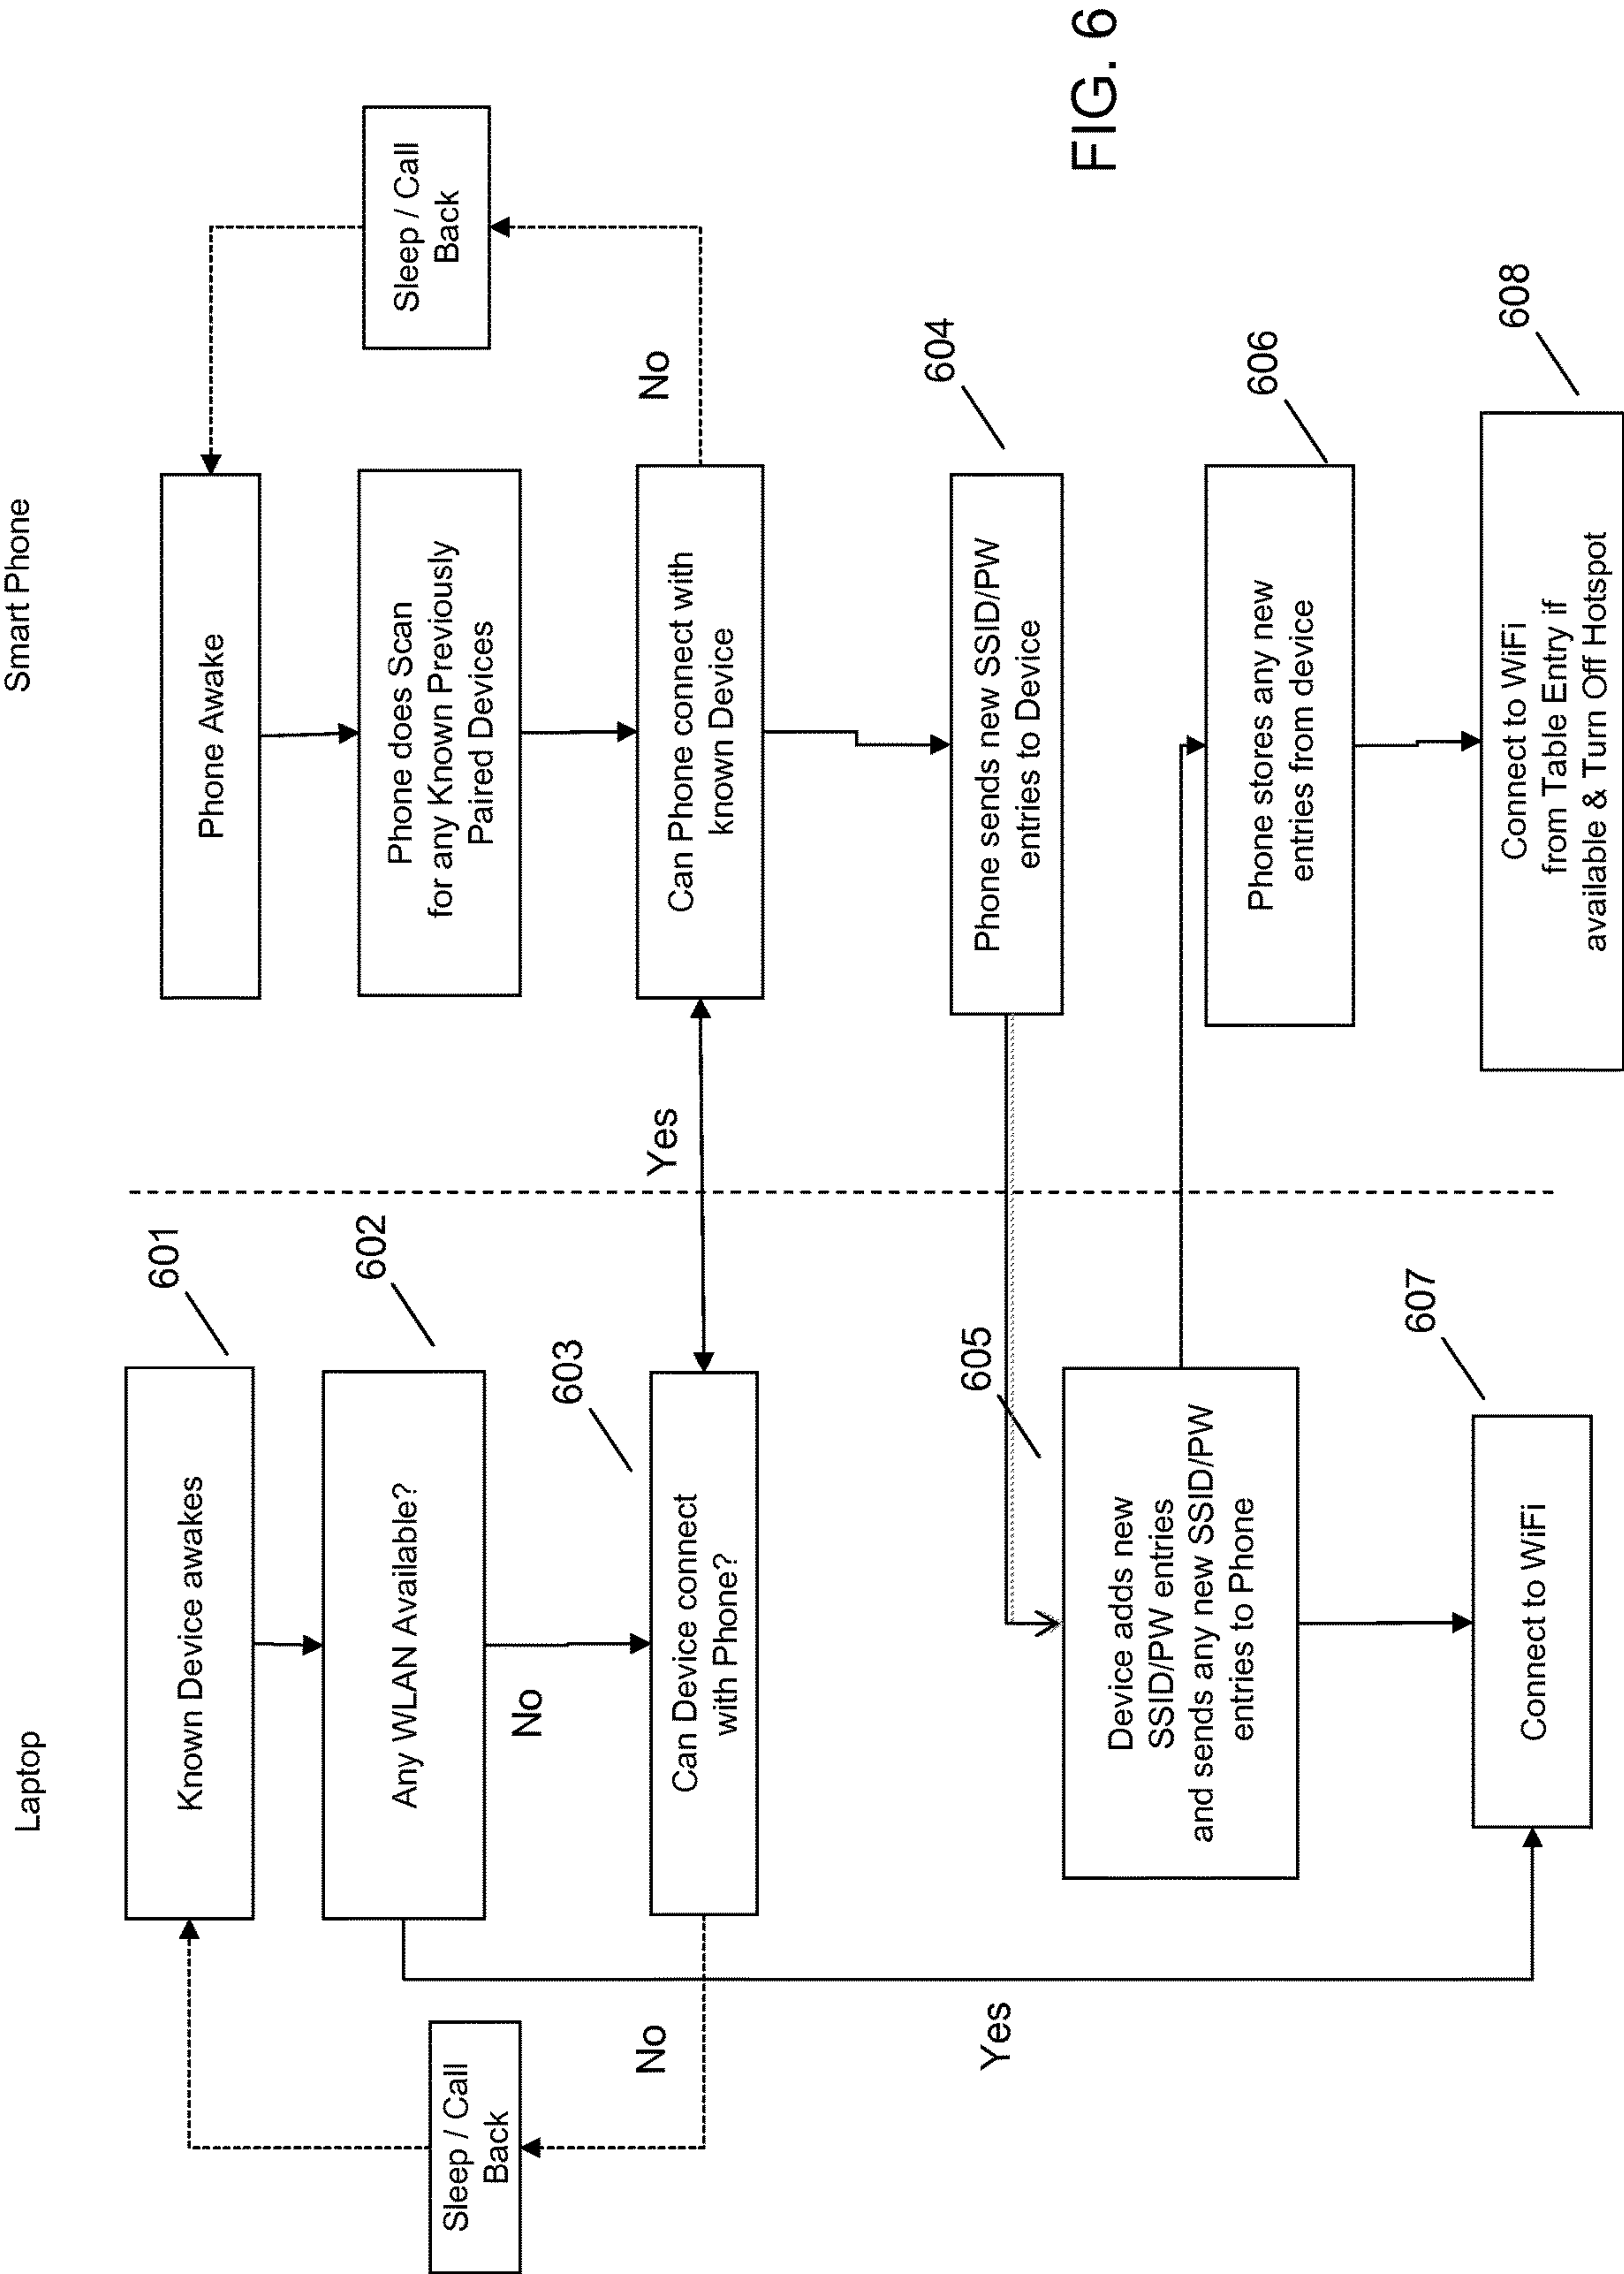 Laptop
Smart Phone
Known Device awakes
601
Any WLAN Available?
602
No
Can Device connect
with Phone?
603
Sleep / Call
Back
No
Yes
Yes
Phone Awake
Phone does Scan
for any Known Previously
Paired Devices
Can Phone connect with
known Device
No
Sleep / Call
Back
Phone sends new SSID/PW
entries to Device
604
Device adds new
SSID/PW entries
and sends any new SSID/PW
entries to Phone
605
Phone stores any new
entries from device
606
Connect to WiFi
607
Connect to WiFi
from Table Entry if
available & Turn Off Hotspot
608
FIG. 6